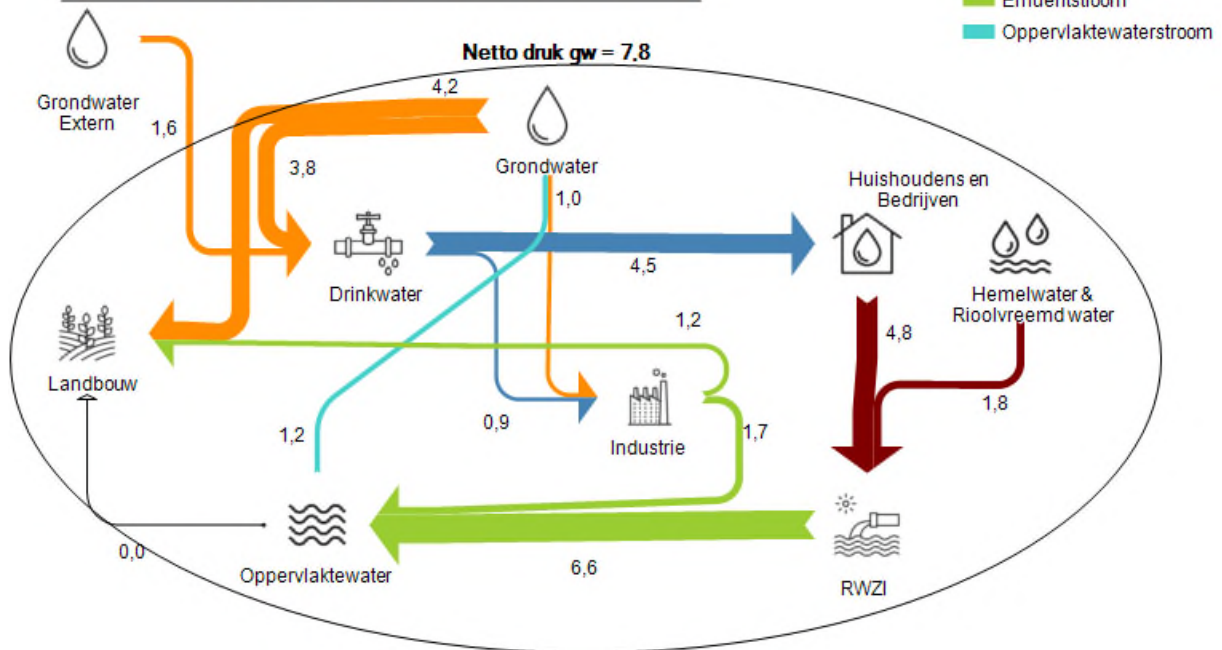 Effluentstroom
Oppervlaktewaterstroom
Netto druk gw = 7,8
4,2
Grondwater
Extern
1,6
3,8
Grondwater
1,0
Huishoudens en
Bedrijven
4,5
Drinkwater
Hemelwater &
Rioolvreemd water
1,2
4,8
Landbouw
1,8
0,9
1,2
1,7
Industrie
0,0
Oppervlaktewater
6,6
RWZI